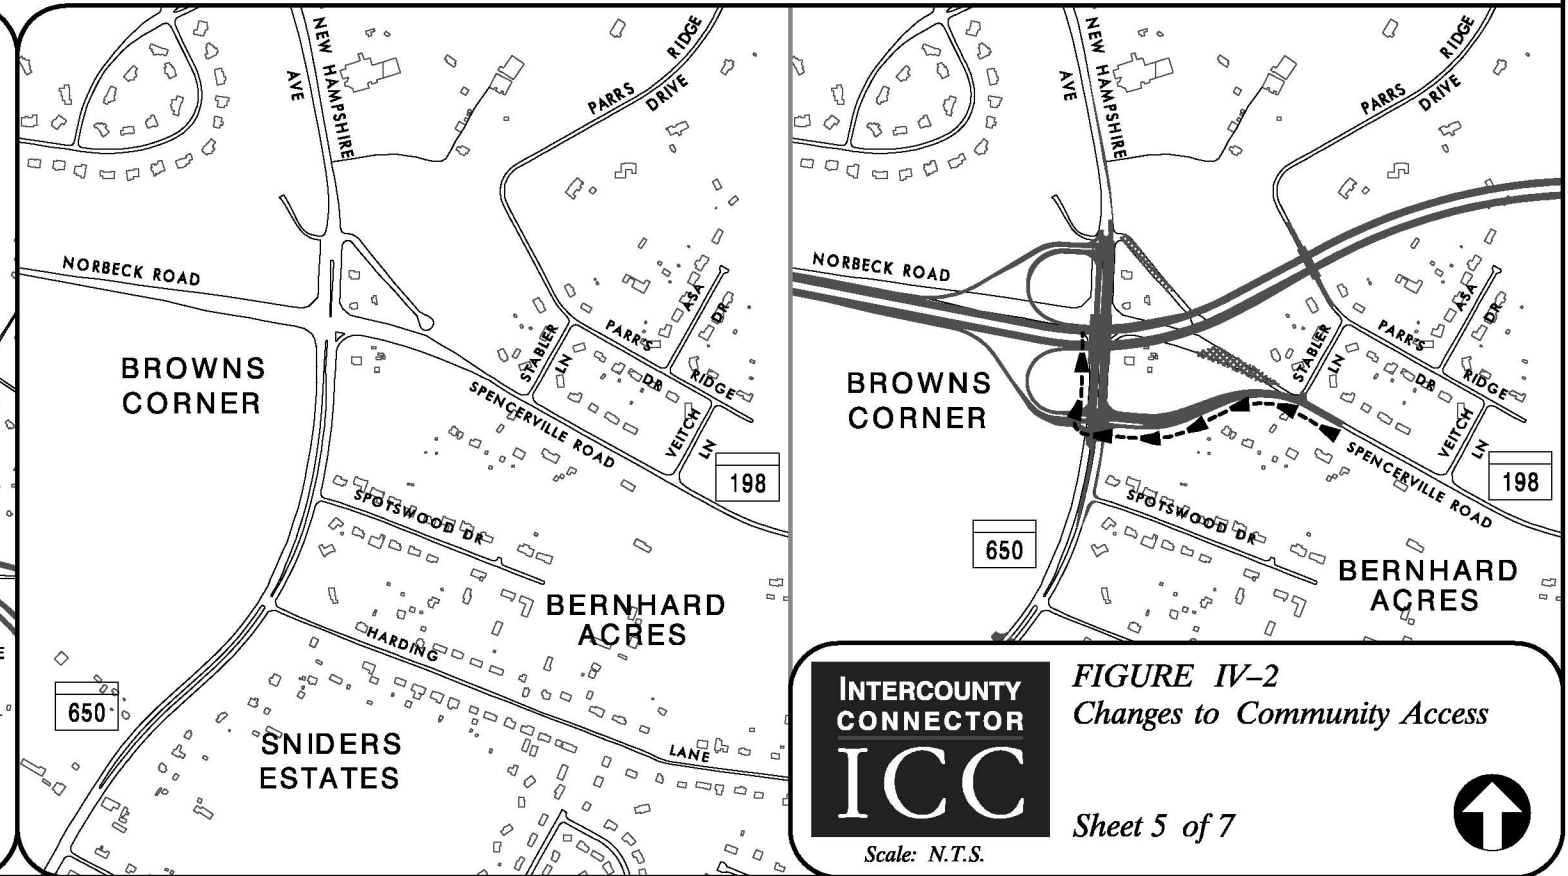 NEW HAMPSHIRE
AVE
PARRS RIDGE
DRIVE
NORBECK ROAD
BROWNS
CORNER
STABLER
LN
PARR'S
RIDGE
DR
ASA
DR
SPENCERVILLE ROAD
VEITCH
LN
198
SPOTSWOOD DR
BERNHARD
ACRES
HARDING
LANE
650
SNIDERS
ESTATES
E
NEW HAMPSHIRE
AVE
PARRS RIDGE
DRIVE
NORBECK ROAD
BROWNS
CORNER
STABLER
LN
PARR'S
RIDGE
DR
ASA
DR
SPENCERVILLE ROAD
VEITCH
LN
198
SPOTSWOOD DR
650
BERNHARD
ACRES
INTERCOUNTY
CONNECTOR
ICC
Scale: N.T.S.
FIGURE IV–2
Changes to Community Access
Sheet 5 of 7